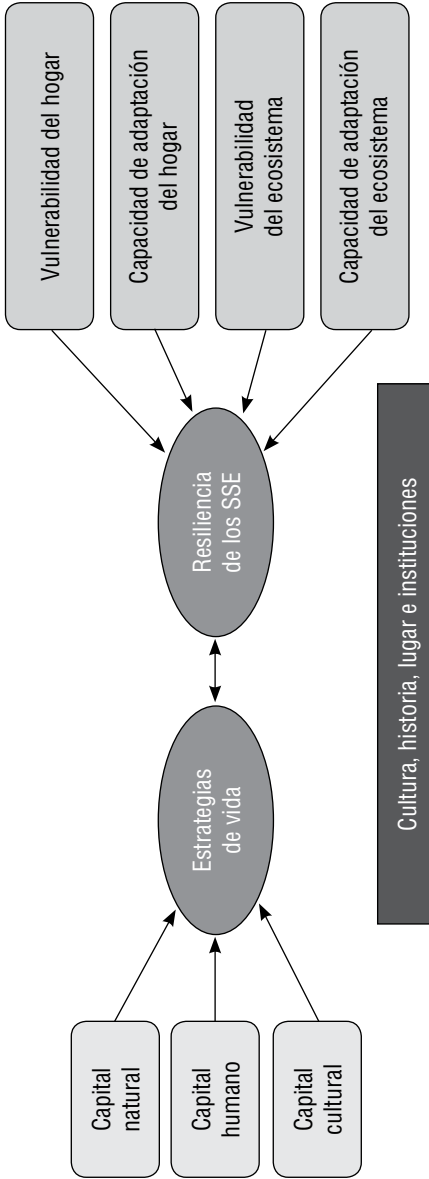 Capital
natural
Capital
humano
Capital
cultural
Estrategias
de vida
Resiliencia
de los SSE
Vulnerabilidad del hogar
Capacidad de adaptación
del hogar
Vulnerabilidad
del ecosistema
Capacidad de adaptación
del ecosistema
Cultura, historia, lugar e instituciones